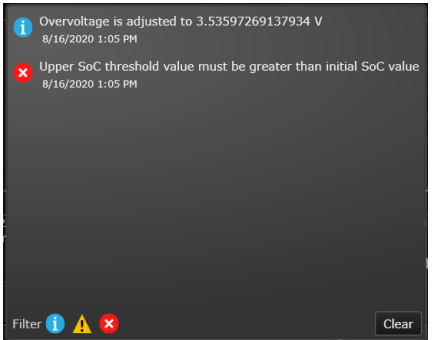 Overvoltage is adjusted to 3.53597269137934 V
8/16/2020 1:05 PM
Upper SoC threshold value must be greater than initial SoC value
8/16/2020 1:05 PM
Filter
Clear